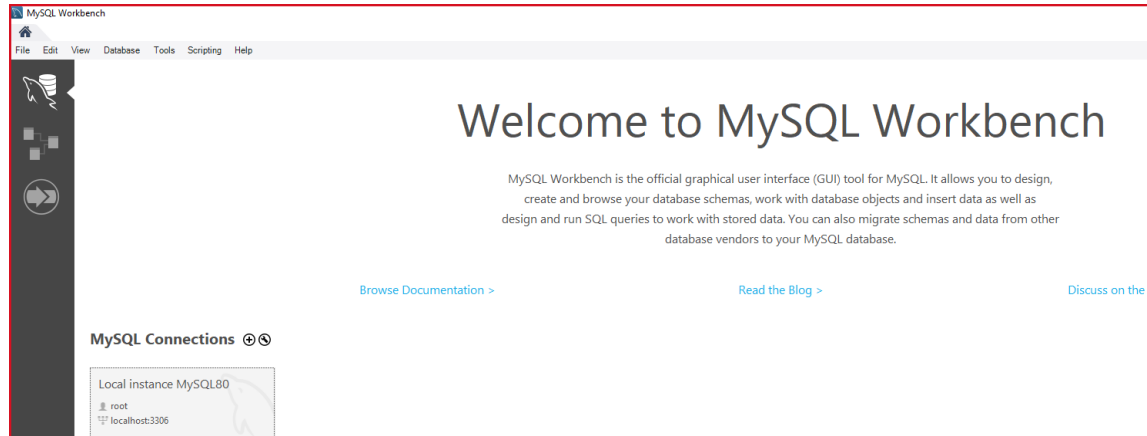 MySQL Workbench
File Edit View Database Tools Scripting Help
Welcome to MySQL Workbench
MySQL Workbench is the official graphical user interface (GUI) tool for MySQL. It allows you to design,
create and browse your database schemas, work with database objects and insert data as well as
design and run SQL queries to work with stored data. You can also migrate schemas and data from other
database vendors to your MySQL database.
Browse Documentation > Read the Blog > Discuss on the
MySQL Connections
Local instance MySQL80
root
localhost:3306